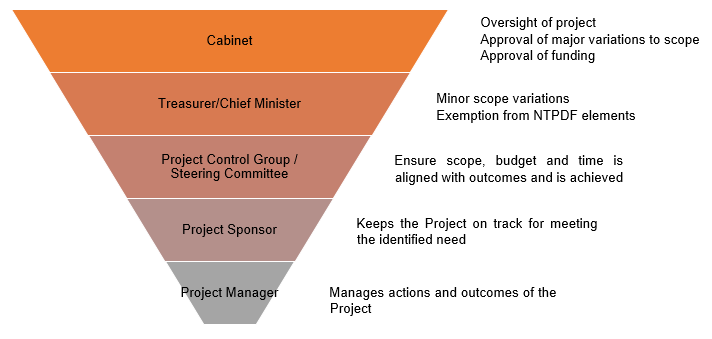 Cabinet
Oversight of project
Approval of major variations to scope
Approval of funding
Treasurer/Chief Minister
Minor scope variations
Exemption from NTPDF elements
Project Control Group /
Steering Committee
Ensure scope, budget and time is
aligned with outcomes and is achieved
Project Sponsor
Keeps the Project on track for meeting
the identified need
Project Manager
Manages actions and outcomes of the
Project